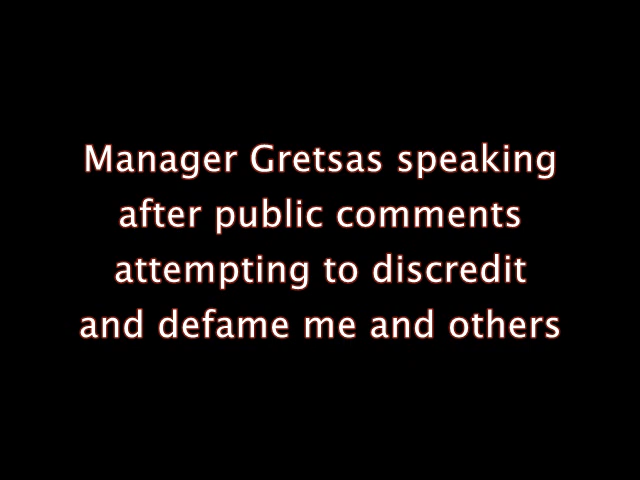 Manager Gretsas speaking
after public comments
attempting to discredit
and defame me and others